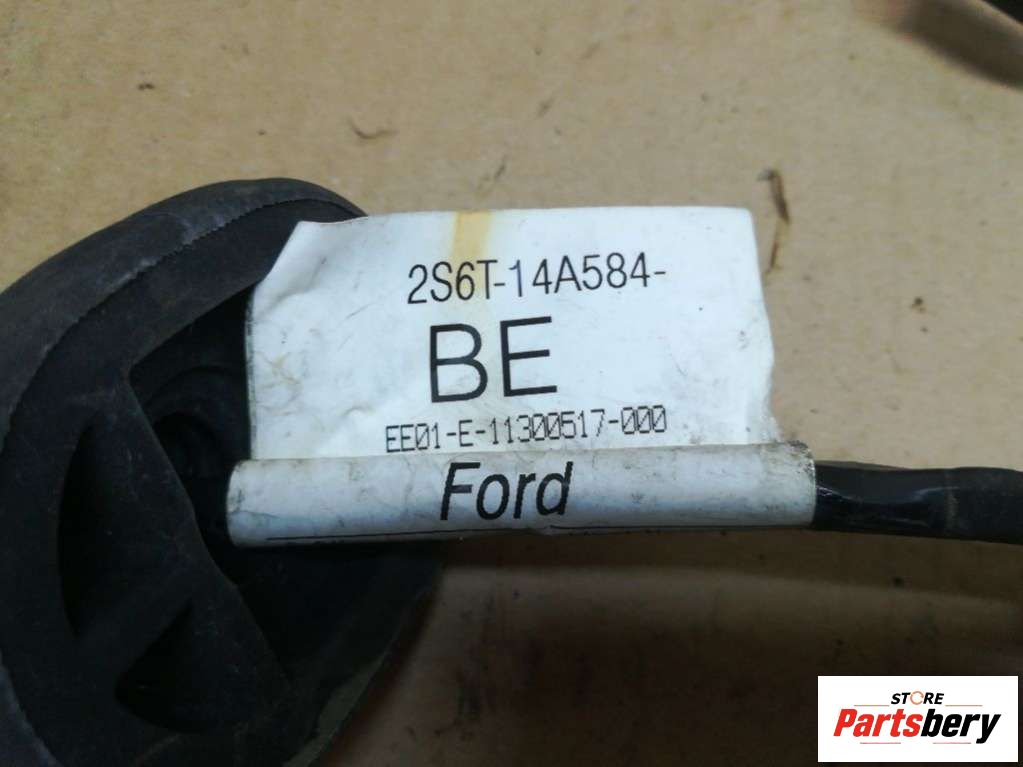 2S6T-14A584-
BE
EE01-E-11300517-000
Ford
STORE
Partsbery